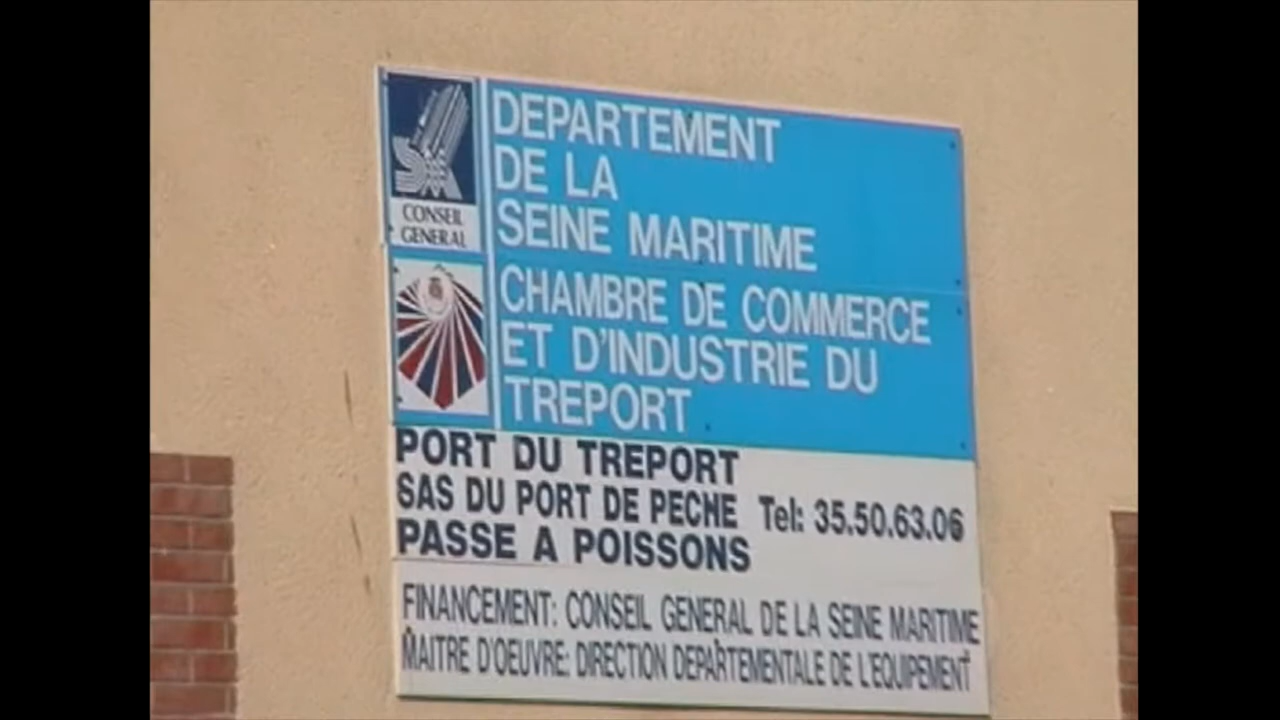 CONSEIL
GENERAL
DEPARTEMENT
DE LA
SEINE MARITIME
CHAMBRE DE COMMERCE
ET D'INDUSTRIE DU
TREPORT
PORT DU TREPORT
SAS DU PORT DE PECHE Tel: 35.50.63.06
PASSE A POISSONS
FINANCEMENT: CONSEIL GENERAL DE LA SEINE MARITIME
MAITRE D'OEUVRE: DIRECTION DEPARTEMENTALE DE L'EQUIPEMENT